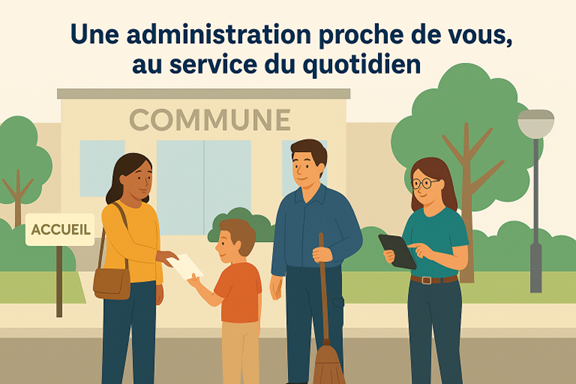 Une administration proche de vous,
au service du quotidien
COMMUNE
ACCUEIL